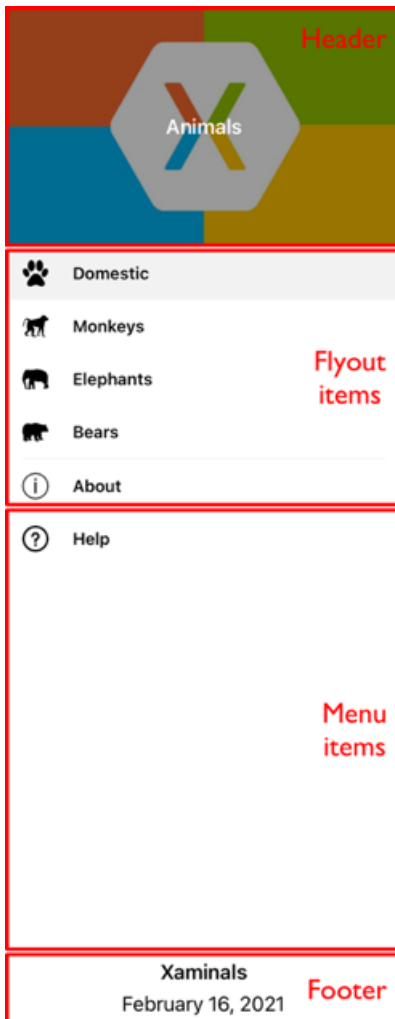 Header
Animals
Domestic
Monkeys
Flyout
items
Elephants
Bears
About
Help
Menu
items
Xaminals
February 16, 2021
Footer